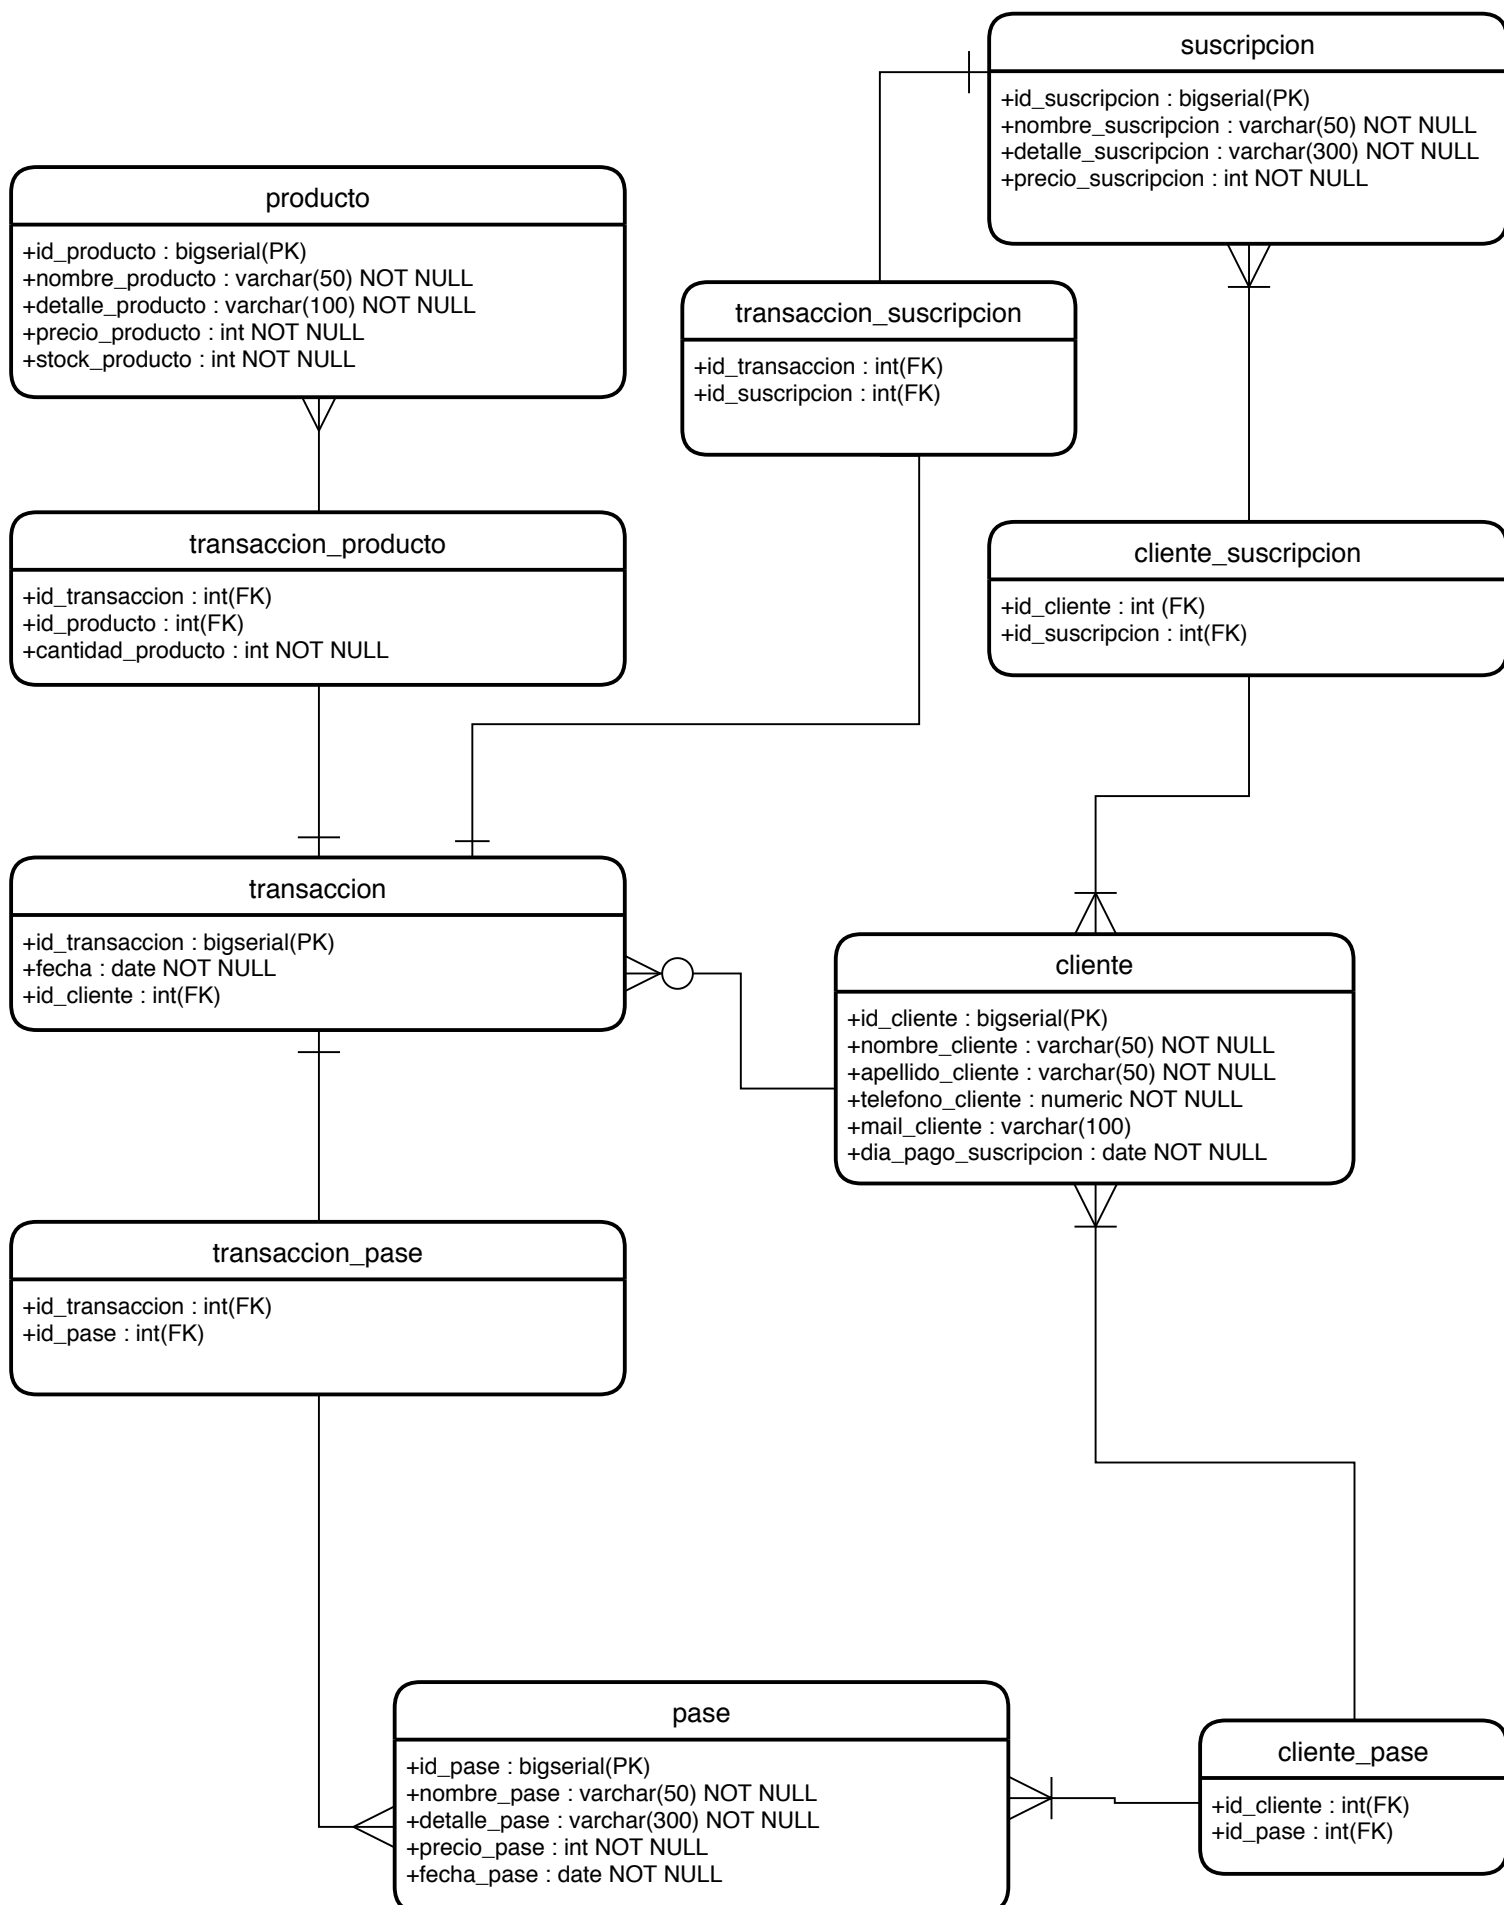 suscripcion
+id_suscripcion : bigserial(PK)
+nombre_suscripcion : varchar(50) NOT NULL
+detalle_suscripcion : varchar(300) NOT NULL
+precio_suscripcion : int NOT NULL
producto
+id_producto : bigserial(PK)
+nombre_producto : varchar(50) NOT NULL
+detalle_producto : varchar(100) NOT NULL
+precio_producto : int NOT NULL
+stock_producto : int NOT NULL
transaccion_suscripcion
+id_transaccion : int(FK)
+id_suscripcion : int(FK)
transaccion_producto
+id_transaccion : int(FK)
+id_producto : int(FK)
+cantidad_producto : int NOT NULL
cliente_suscripcion
+id_cliente : int (FK)
+id_suscripcion : int(FK)
transaccion
+id_transaccion : bigserial(PK)
+fecha : date NOT NULL
+id_cliente : int(FK)
cliente
+id_cliente : bigserial(PK)
+nombre_cliente : varchar(50) NOT NULL
+apellido_cliente : varchar(50) NOT NULL
+telefono_cliente : numeric NOT NULL
+mail_cliente : varchar(100)
+dia_pago_suscripcion : date NOT NULL
transaccion_pase
+id_transaccion : int(FK)
+id_pase : int(FK)
pase
+id_pase : bigserial(PK)
+nombre_pase : varchar(50) NOT NULL
+detalle_pase : varchar(300) NOT NULL
+precio_pase : int NOT NULL
+fecha_pase : date NOT NULL
cliente_pase
+id_cliente : int(FK)
+id_pase : int(FK)